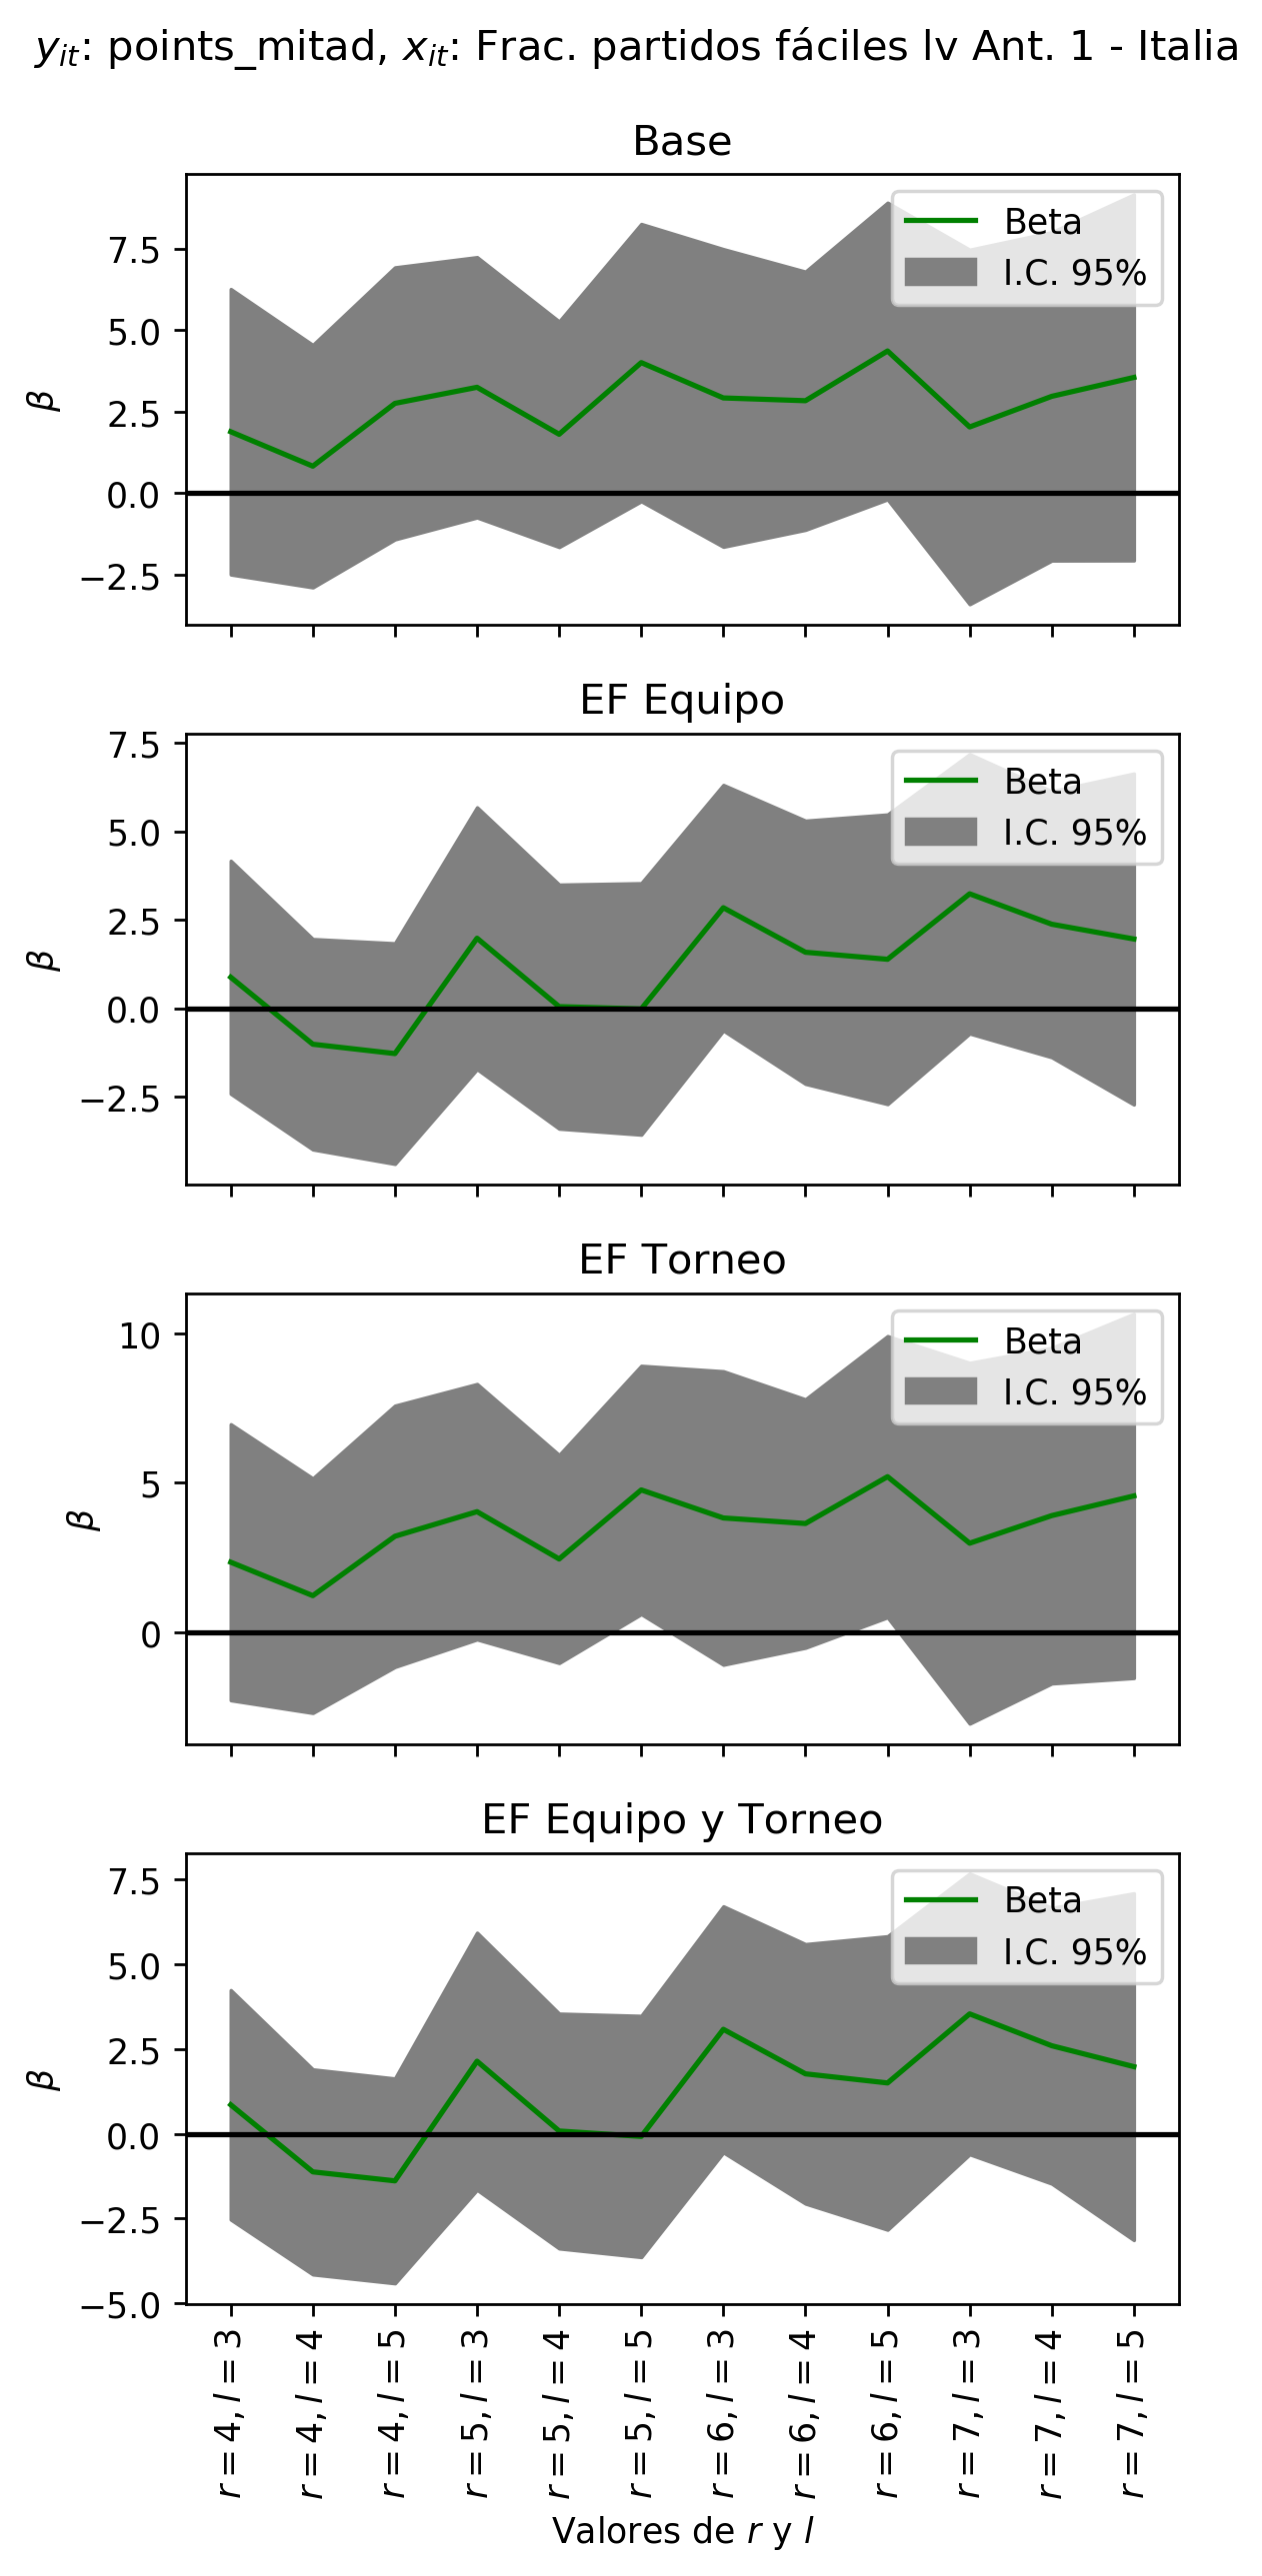 y_it: points_mitad, x_it: Frac. partidos fáciles lv Ant. 1 - Italia
Base
Beta
I.C. 95%
7.5
5.0
2.5
0.0
−2.5
β
EF Equipo
Beta
I.C. 95%
7.5
5.0
2.5
0.0
−2.5
β
EF Torneo
Beta
I.C. 95%
10
5
0
β
EF Equipo y Torneo
Beta
I.C. 95%
7.5
5.0
2.5
0.0
−2.5
−5.0
β
r = 4, l = 3
r = 4, l = 4
r = 4, l = 5
r = 5, l = 3
r = 5, l = 4
r = 5, l = 5
r = 6, l = 3
r = 6, l = 4
r = 6, l = 5
r = 7, l = 3
r = 7, l = 4
r = 7, l = 5
Valores de r y l